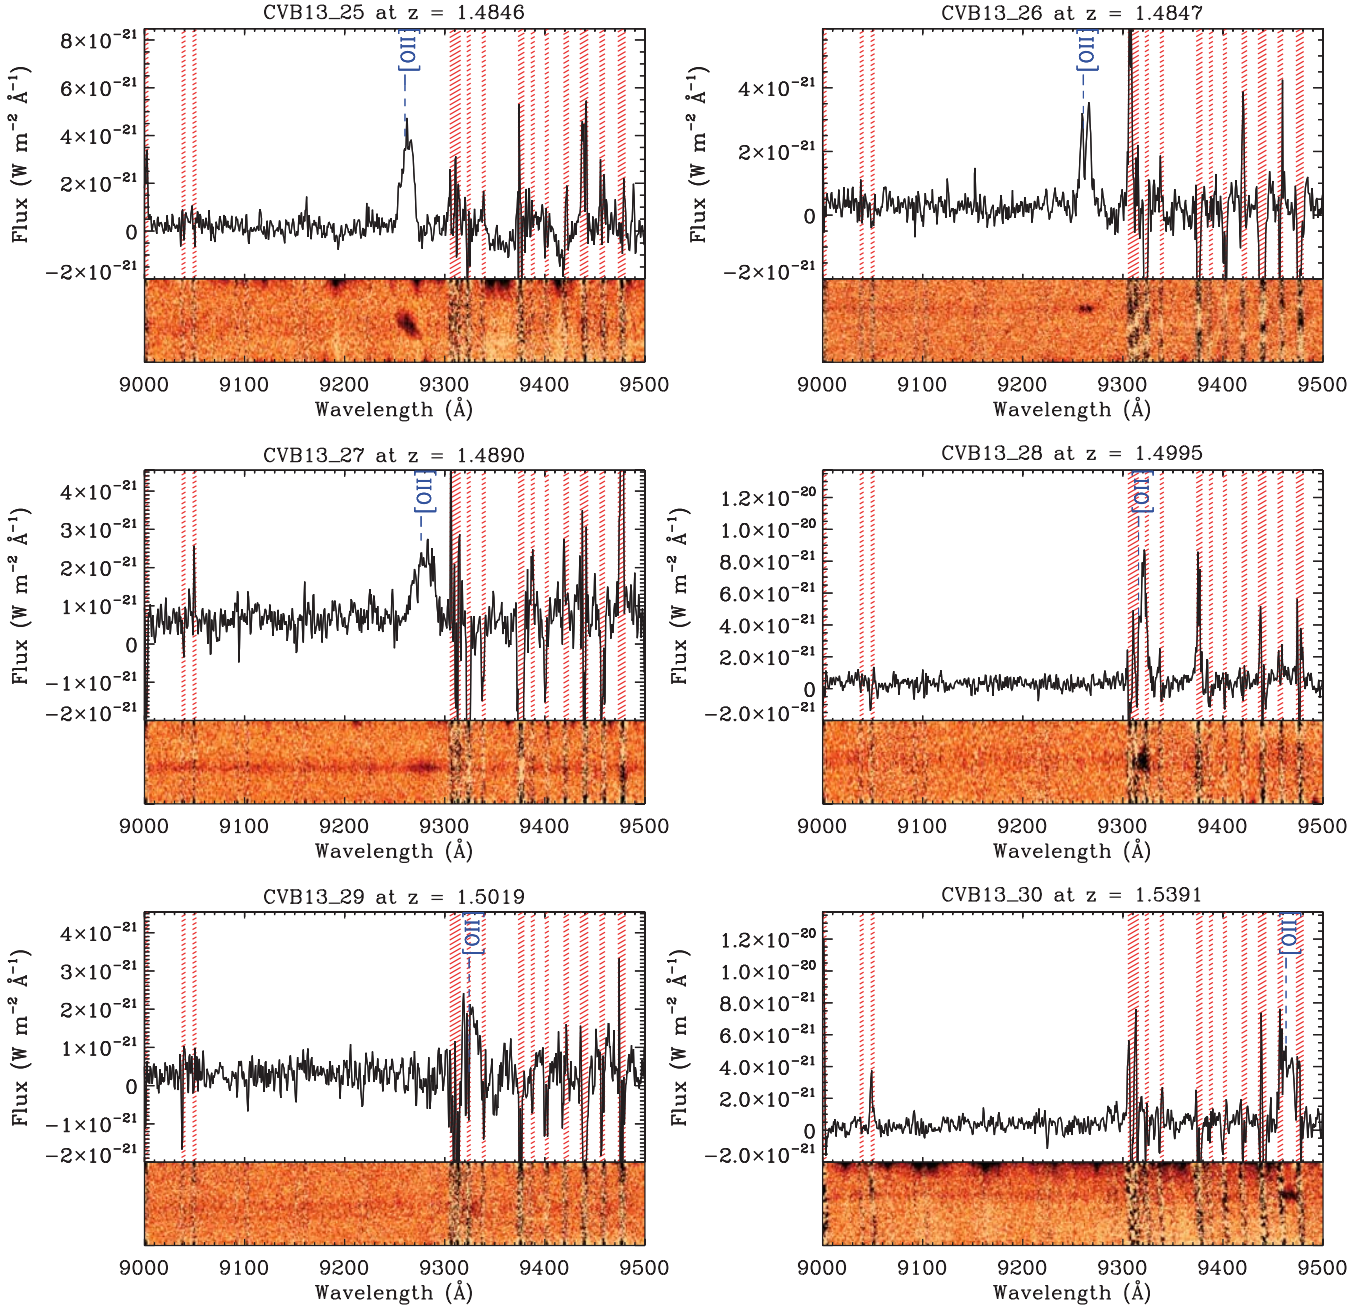 CVB13_25 at z = 1.4846
[OII]
8×10⁻²¹
6×10⁻²¹
4×10⁻²¹
2×10⁻²¹
0
−2×10⁻²¹
Flux (W m⁻² Å⁻¹)
9000 9100 9200 9300 9400 9500
Wavelength (Å)
CVB13_26 at z = 1.4847
[OII]
4×10⁻²¹
2×10⁻²¹
0
−2×10⁻²¹
Flux (W m⁻² Å⁻¹)
9000 9100 9200 9300 9400 9500
Wavelength (Å)
CVB13_27 at z = 1.4890
[OII]
4×10⁻²¹
3×10⁻²¹
2×10⁻²¹
1×10⁻²¹
0
−1×10⁻²¹
−2×10⁻²¹
Flux (W m⁻² Å⁻¹)
9000 9100 9200 9300 9400 9500
Wavelength (Å)
CVB13_28 at z = 1.4995
[OII]
1.2×10⁻²⁰
1.0×10⁻²⁰
8.0×10⁻²¹
6.0×10⁻²¹
4.0×10⁻²¹
2.0×10⁻²¹
0
−2.0×10⁻²¹
Flux (W m⁻² Å⁻¹)
9000 9100 9200 9300 9400 9500
Wavelength (Å)
CVB13_29 at z = 1.5019
[OII]
4×10⁻²¹
3×10⁻²¹
2×10⁻²¹
1×10⁻²¹
0
−1×10⁻²¹
−2×10⁻²¹
Flux (W m⁻² Å⁻¹)
9000 9100 9200 9300 9400 9500
Wavelength (Å)
CVB13_30 at z = 1.5391
[OII]
1.2×10⁻²⁰
1.0×10⁻²⁰
8.0×10⁻²¹
6.0×10⁻²¹
4.0×10⁻²¹
2.0×10⁻²¹
0
−2.0×10⁻²¹
Flux (W m⁻² Å⁻¹)
9000 9100 9200 9300 9400 9500
Wavelength (Å)